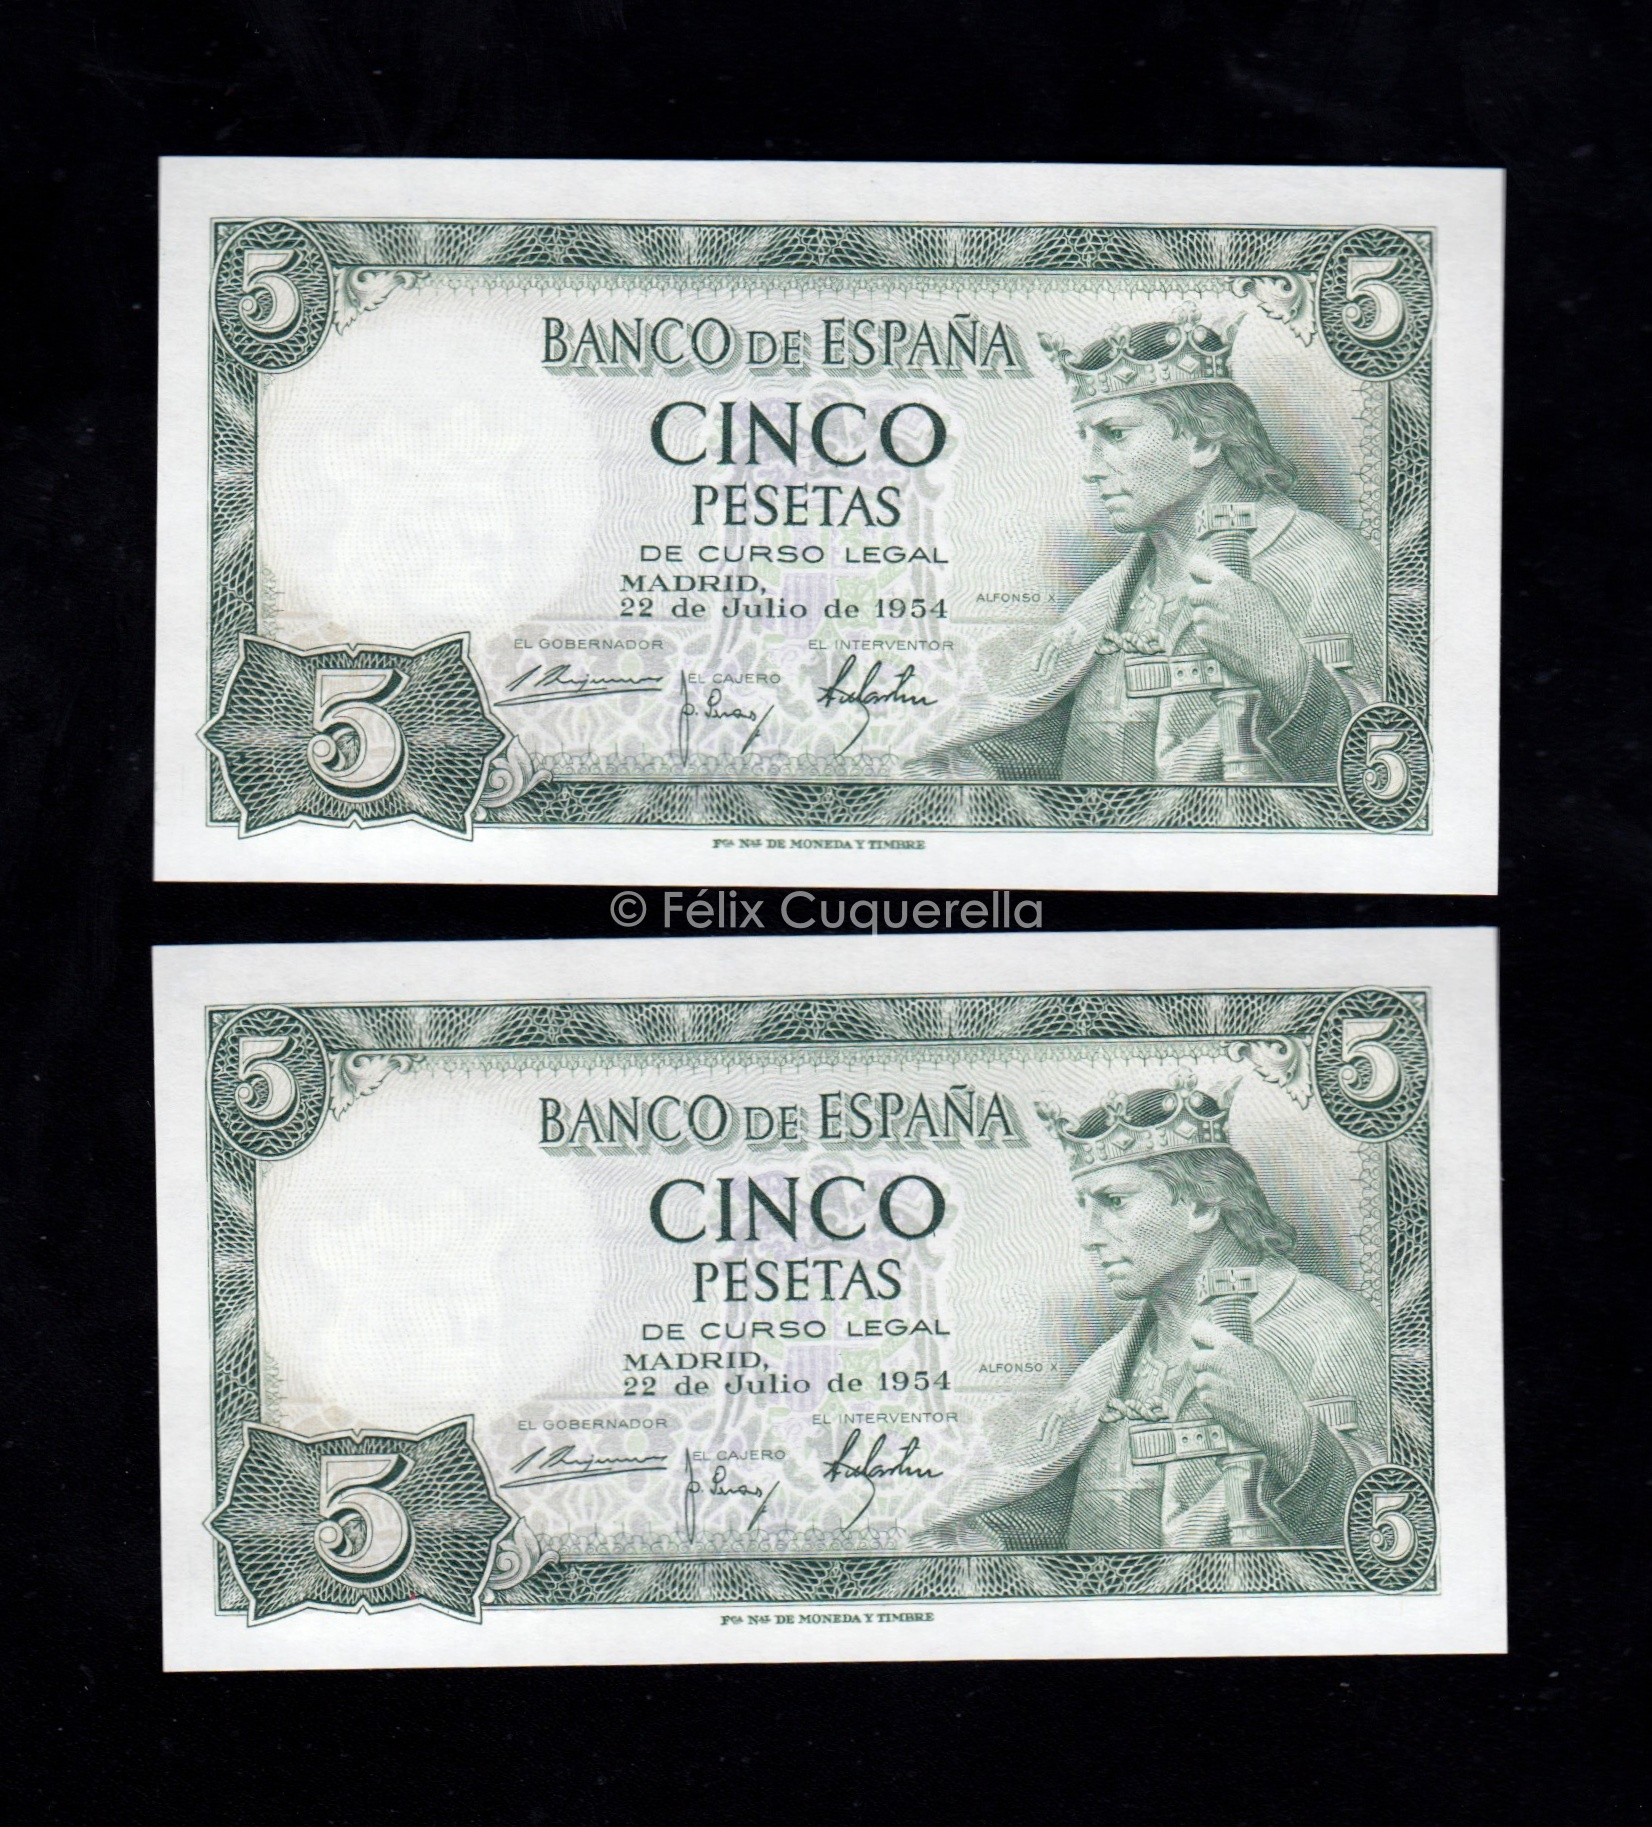 5
5
BANCO DE ESPAÑA
CINCO
PESETAS
DE CURSO LEGAL
MADRID,
22 de Julio de 1954
ALFONSO X
EL GOBERNADOR
EL INTERVENTOR
EL CAJERO
5
5
Fca Nal DE MONEDA Y TIMBRE
© Félix Cuquerella
5
5
BANCO DE ESPAÑA
CINCO
PESETAS
DE CURSO LEGAL
MADRID,
22 de Julio de 1954
ALFONSO X
EL GOBERNADOR
EL INTERVENTOR
EL CAJERO
5
5
Fca Nal DE MONEDA Y TIMBRE